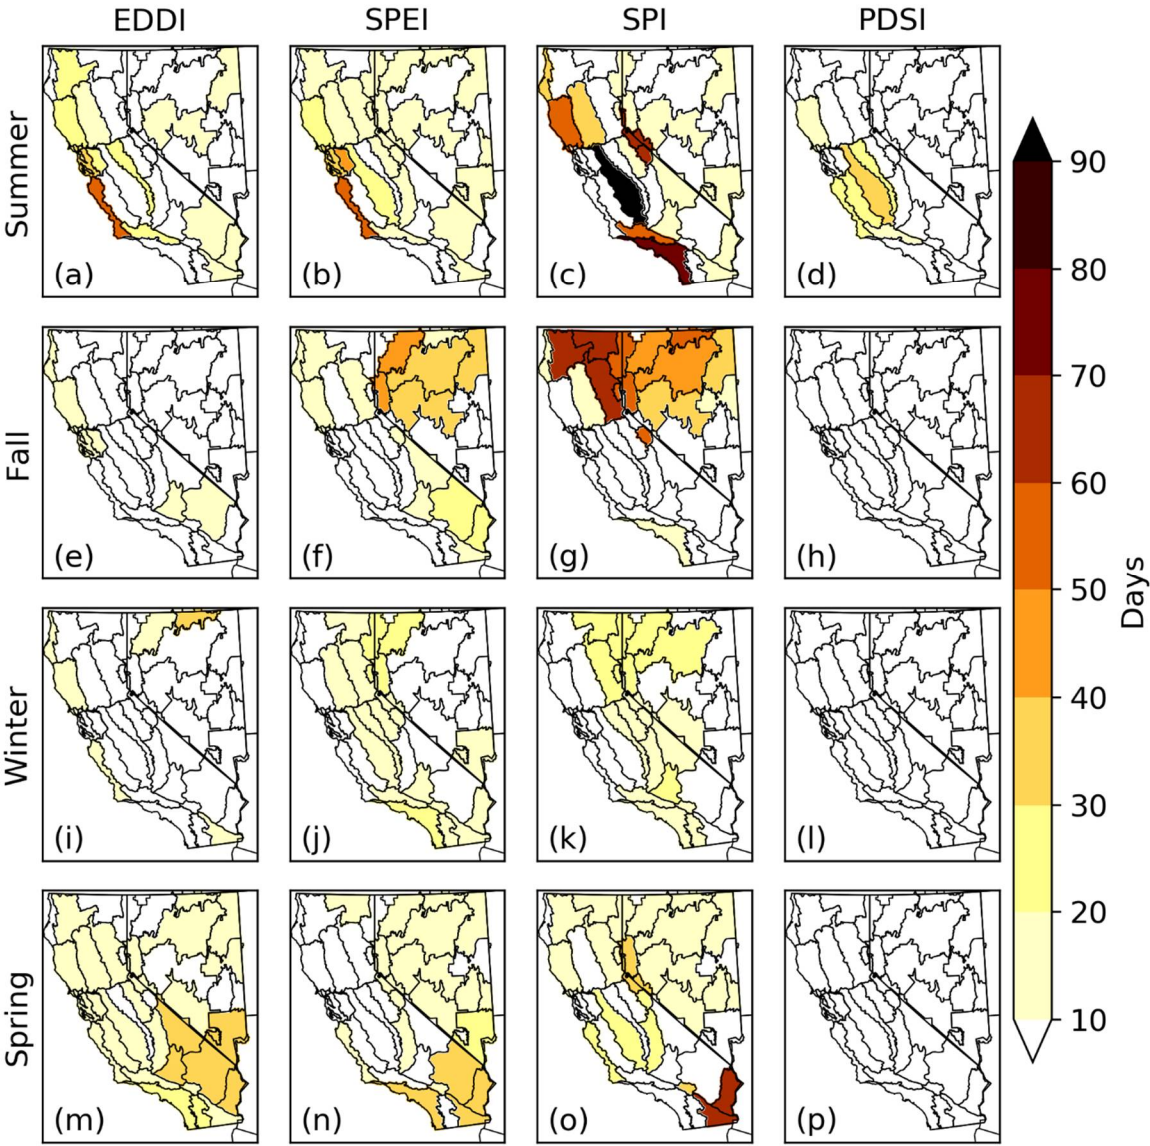 EDDI SPEI SPI PDSI
Summer
(a) (b) (c) (d)
Fall
(e) (f) (g) (h)
Winter
(i) (j) (k) (l)
Spring
(m) (n) (o) (p)
90
80
70
60
50
40
30
20
10
Days